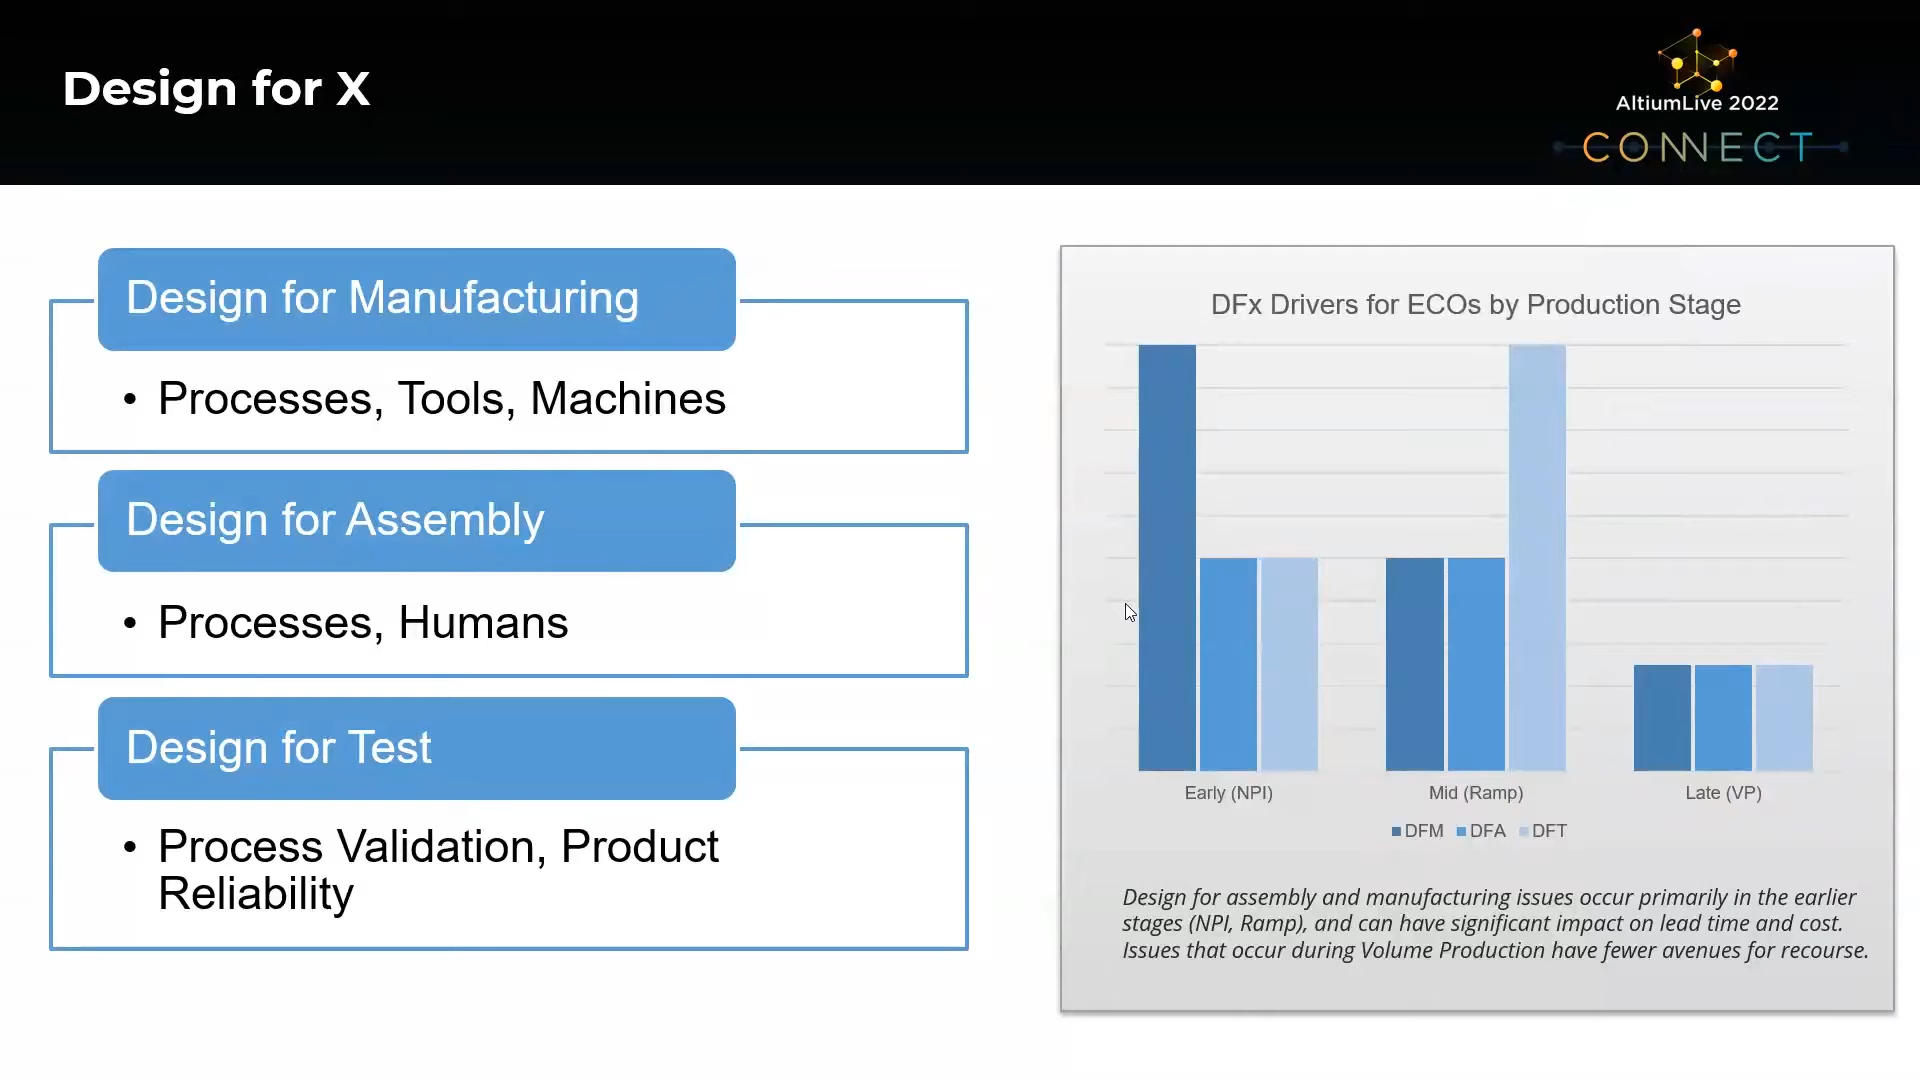 Design for X
AltiumLive 2022
CONNECT
Design for Manufacturing
• Processes, Tools, Machines
Design for Assembly
• Processes, Humans
Design for Test
• Process Validation, Product
Reliability
DFx Drivers for ECOs by Production Stage
Early (NPI)
Mid (Ramp)
Late (VP)
DFM DFA DFT
Design for assembly and manufacturing issues occur primarily in the earlier
stages (NPI, Ramp), and can have significant impact on lead time and cost.
Issues that occur during Volume Production have fewer avenues for recourse.